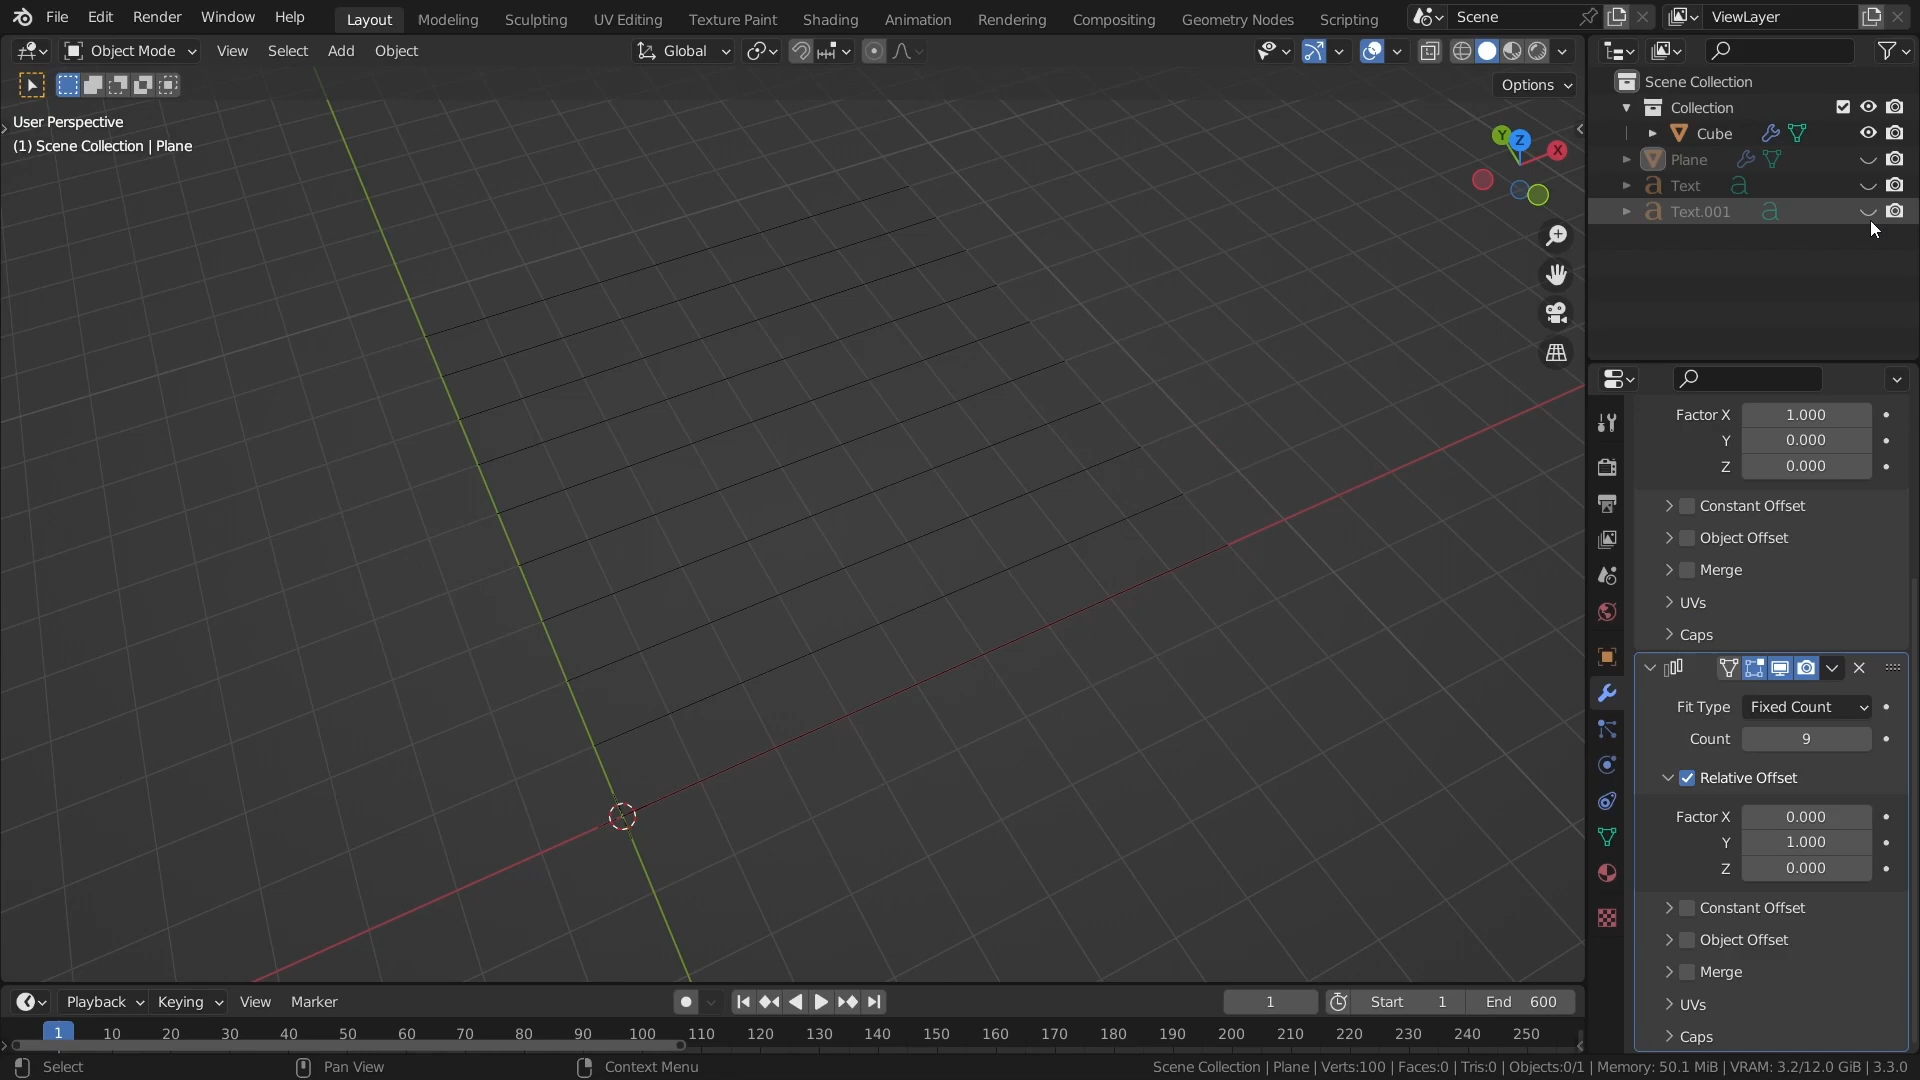 File Edit Render Window Help Layout Modeling Sculpting UV Editing Texture Paint Shading Animation Rendering Compositing Geometry Nodes Scripting Scene ViewLayer
Object Mode View Select Add Object Global
Options
User Perspective
(1) Scene Collection | Plane
Y Z X
Scene Collection
Collection
Cube
Plane
Text
Text.001
Factor X 1.000
Y 0.000
Z 0.000
Constant Offset
Object Offset
Merge
UVs
Caps
Fit Type Fixed Count
Count 9
Relative Offset
Factor X 0.000
Y 1.000
Z 0.000
Constant Offset
Object Offset
Merge
UVs
Caps
Playback Keying View Marker 1 Start 1 End 600
1 10 20 30 40 50 60 70 80 90 100 110 120 130 140 150 160 170 180 190 200 210 220 230 240 250
Select Pan View Context Menu Scene Collection | Plane | Verts:100 | Faces:0 | Tris:0 | Objects:0/1 | Memory: 50.1 MiB | VRAM: 3.2/12.0 GiB | 3.3.0